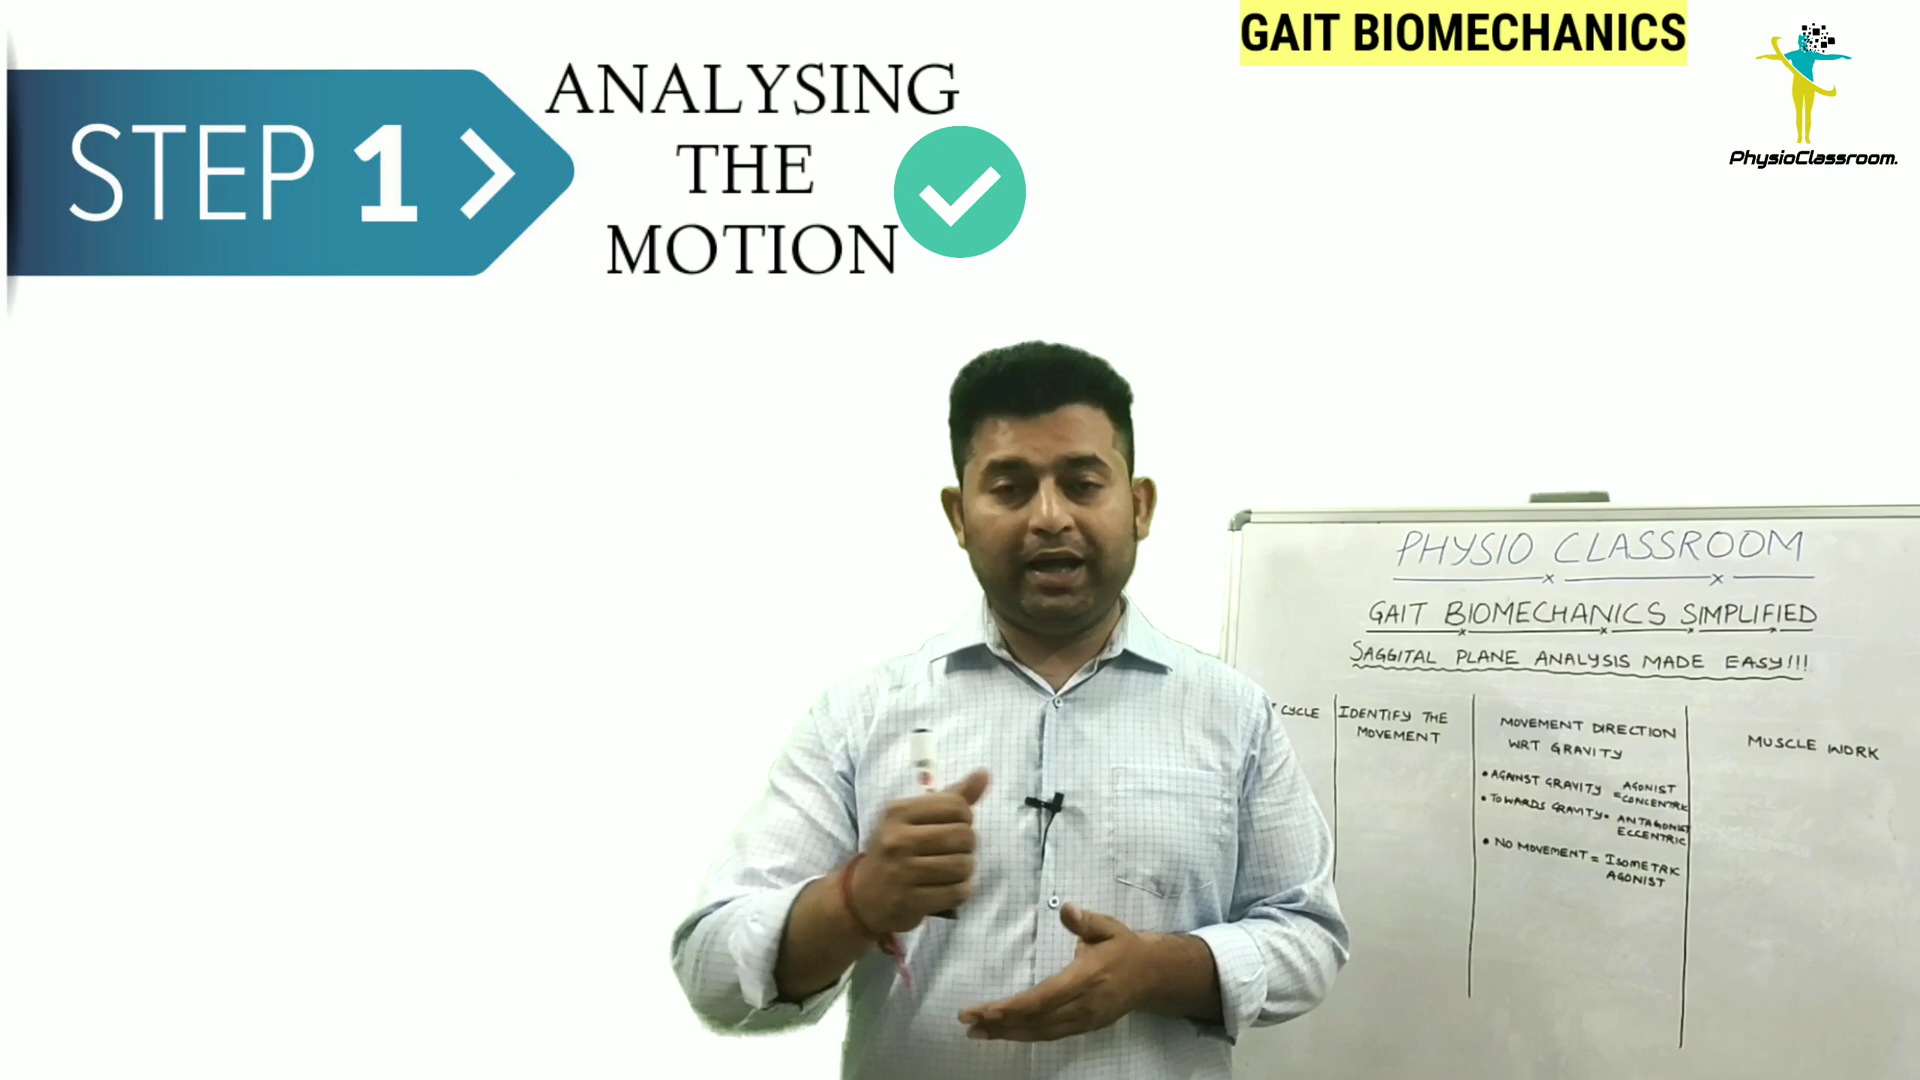 GAIT BIOMECHANICS
STEP 1
ANALYSING
THE
MOTION
PhysioClassroom.
PHYSIO CLASSROOM
GAIT BIOMECHANICS SIMPLIFIED
SAGGITAL PLANE ANALYSIS MADE EASY!!!
CYCLE
IDENTIFY THE
MOVEMENT
MOVEMENT DIRECTION
WRT GRAVITY
• AGAINST GRAVITY = AGONIST
CONCENTRIC
• TOWARDS GRAVITY = ANTAGONIST
ECCENTRIC
• NO MOVEMENT = ISOMETRIC
AGONIST
MUSCLE WORK